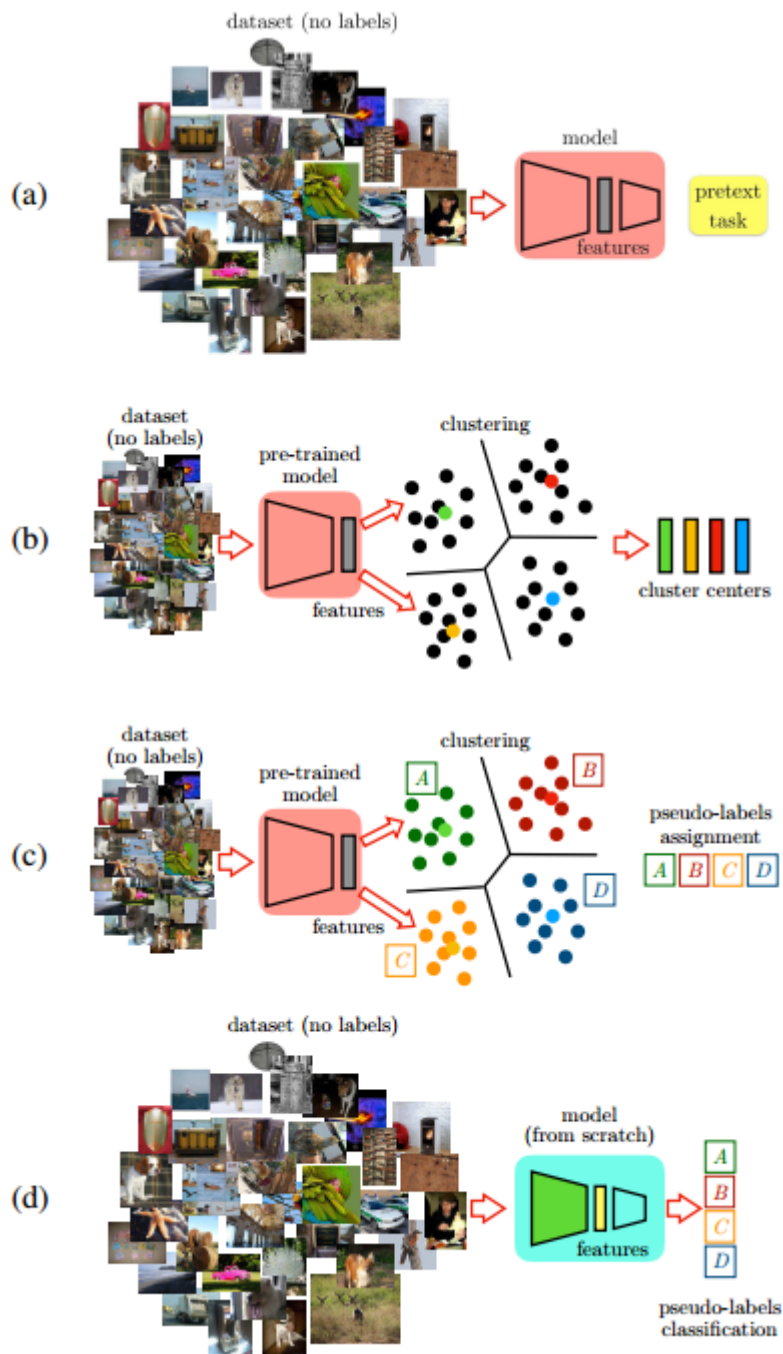 dataset (no labels)
(a)
model
features
pretext
task
(b)
dataset
(no labels)
pre-trained
model
features
clustering
cluster centers
(c)
dataset
(no labels)
pre-trained
model
features
clustering
A
B
C
D
pseudo-labels
assignment
A B C D
(d)
dataset (no labels)
model
(from scratch)
features
A
B
C
D
pseudo-labels
classification